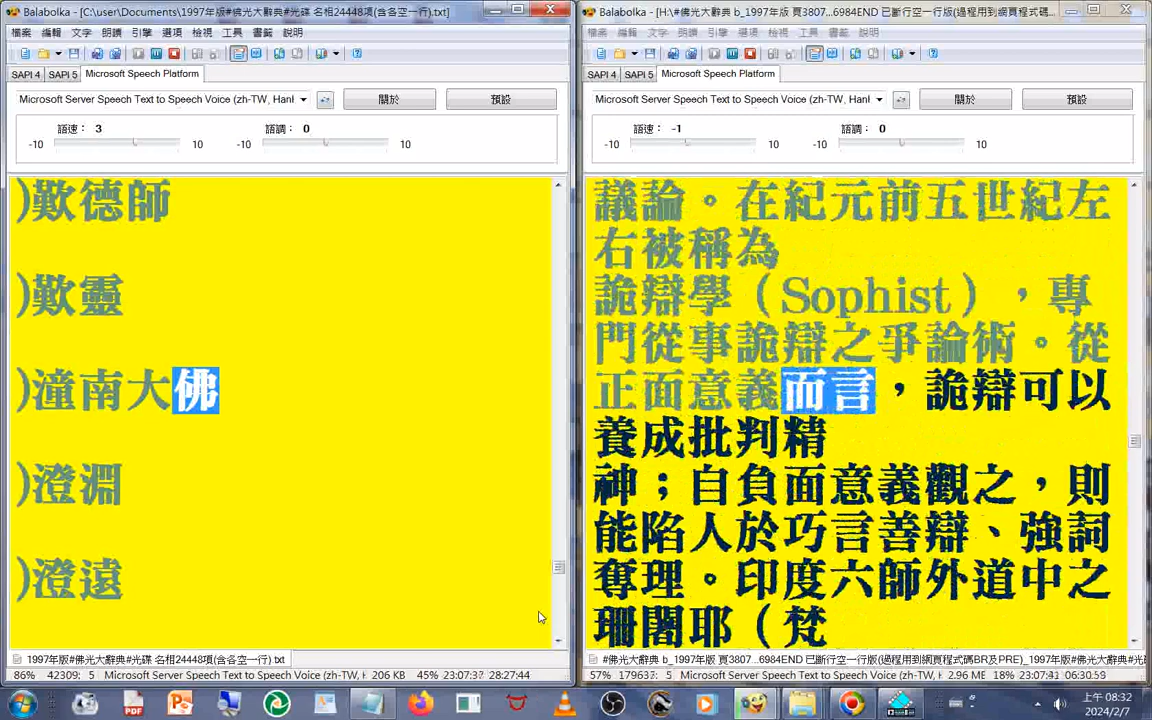 Balabolka - [C:\user\Documents\1997年版#佛光大辭典#光碟 名相24448項(含各空一行).txt]
檔案 編輯 文字 朗讀 引擎 選項 檢視 工具 書籤 說明
SAPI 4 SAPI 5 Microsoft Speech Platform
Microsoft Server Speech Text to Speech Voice (zh-TW, Hanl
關於 預設
語速： 3 語調： 0
-10 10 -10 10
)歎德師
)歎靈
)潼南大佛
)澄淵
)澄遠
1997年版#佛光大辭典#光碟 名相24448項(含各空一行).txt
86% 42309; 5 Microsoft Server Speech Text to Speech Voice (zh-TW, H 206 KB 45% 23:07:37 28:27:44
Balabolka - [H:\#佛光大辭典 b_1997年版 頁3807...6984END 已斷行空一行版(過程用到網頁程式碼...
檔案 編輯 文字 朗讀 引擎 選項 檢視 工具 書籤 說明
SAPI 4 SAPI 5 Microsoft Speech Platform
Microsoft Server Speech Text to Speech Voice (zh-TW, Hanl
關於 預設
語速： -1 語調： 0
-10 10 -10 10
議論。在紀元前五世紀左
右被稱為
詭辯學（Sophist），專
門從事詭辯之爭論術。從
正面意義而言，詭辯可以
養成批判精
神；自負面意義觀之，則
能陷人於巧言善辯、強詞
奪理。印度六師外道中之
珊闍耶（梵
#佛光大辭典 b_1997年版 頁3807...6984END 已斷行空一行版(過程用到網頁程式碼BR及PRE)_1997年版#佛光
57% 179637; 5 Microsoft Server Speech Text to Speech Voice (zh-TW, H 2.96 ME 18% 23:07:41 06:30:59
上午 08:32
2024/2/7